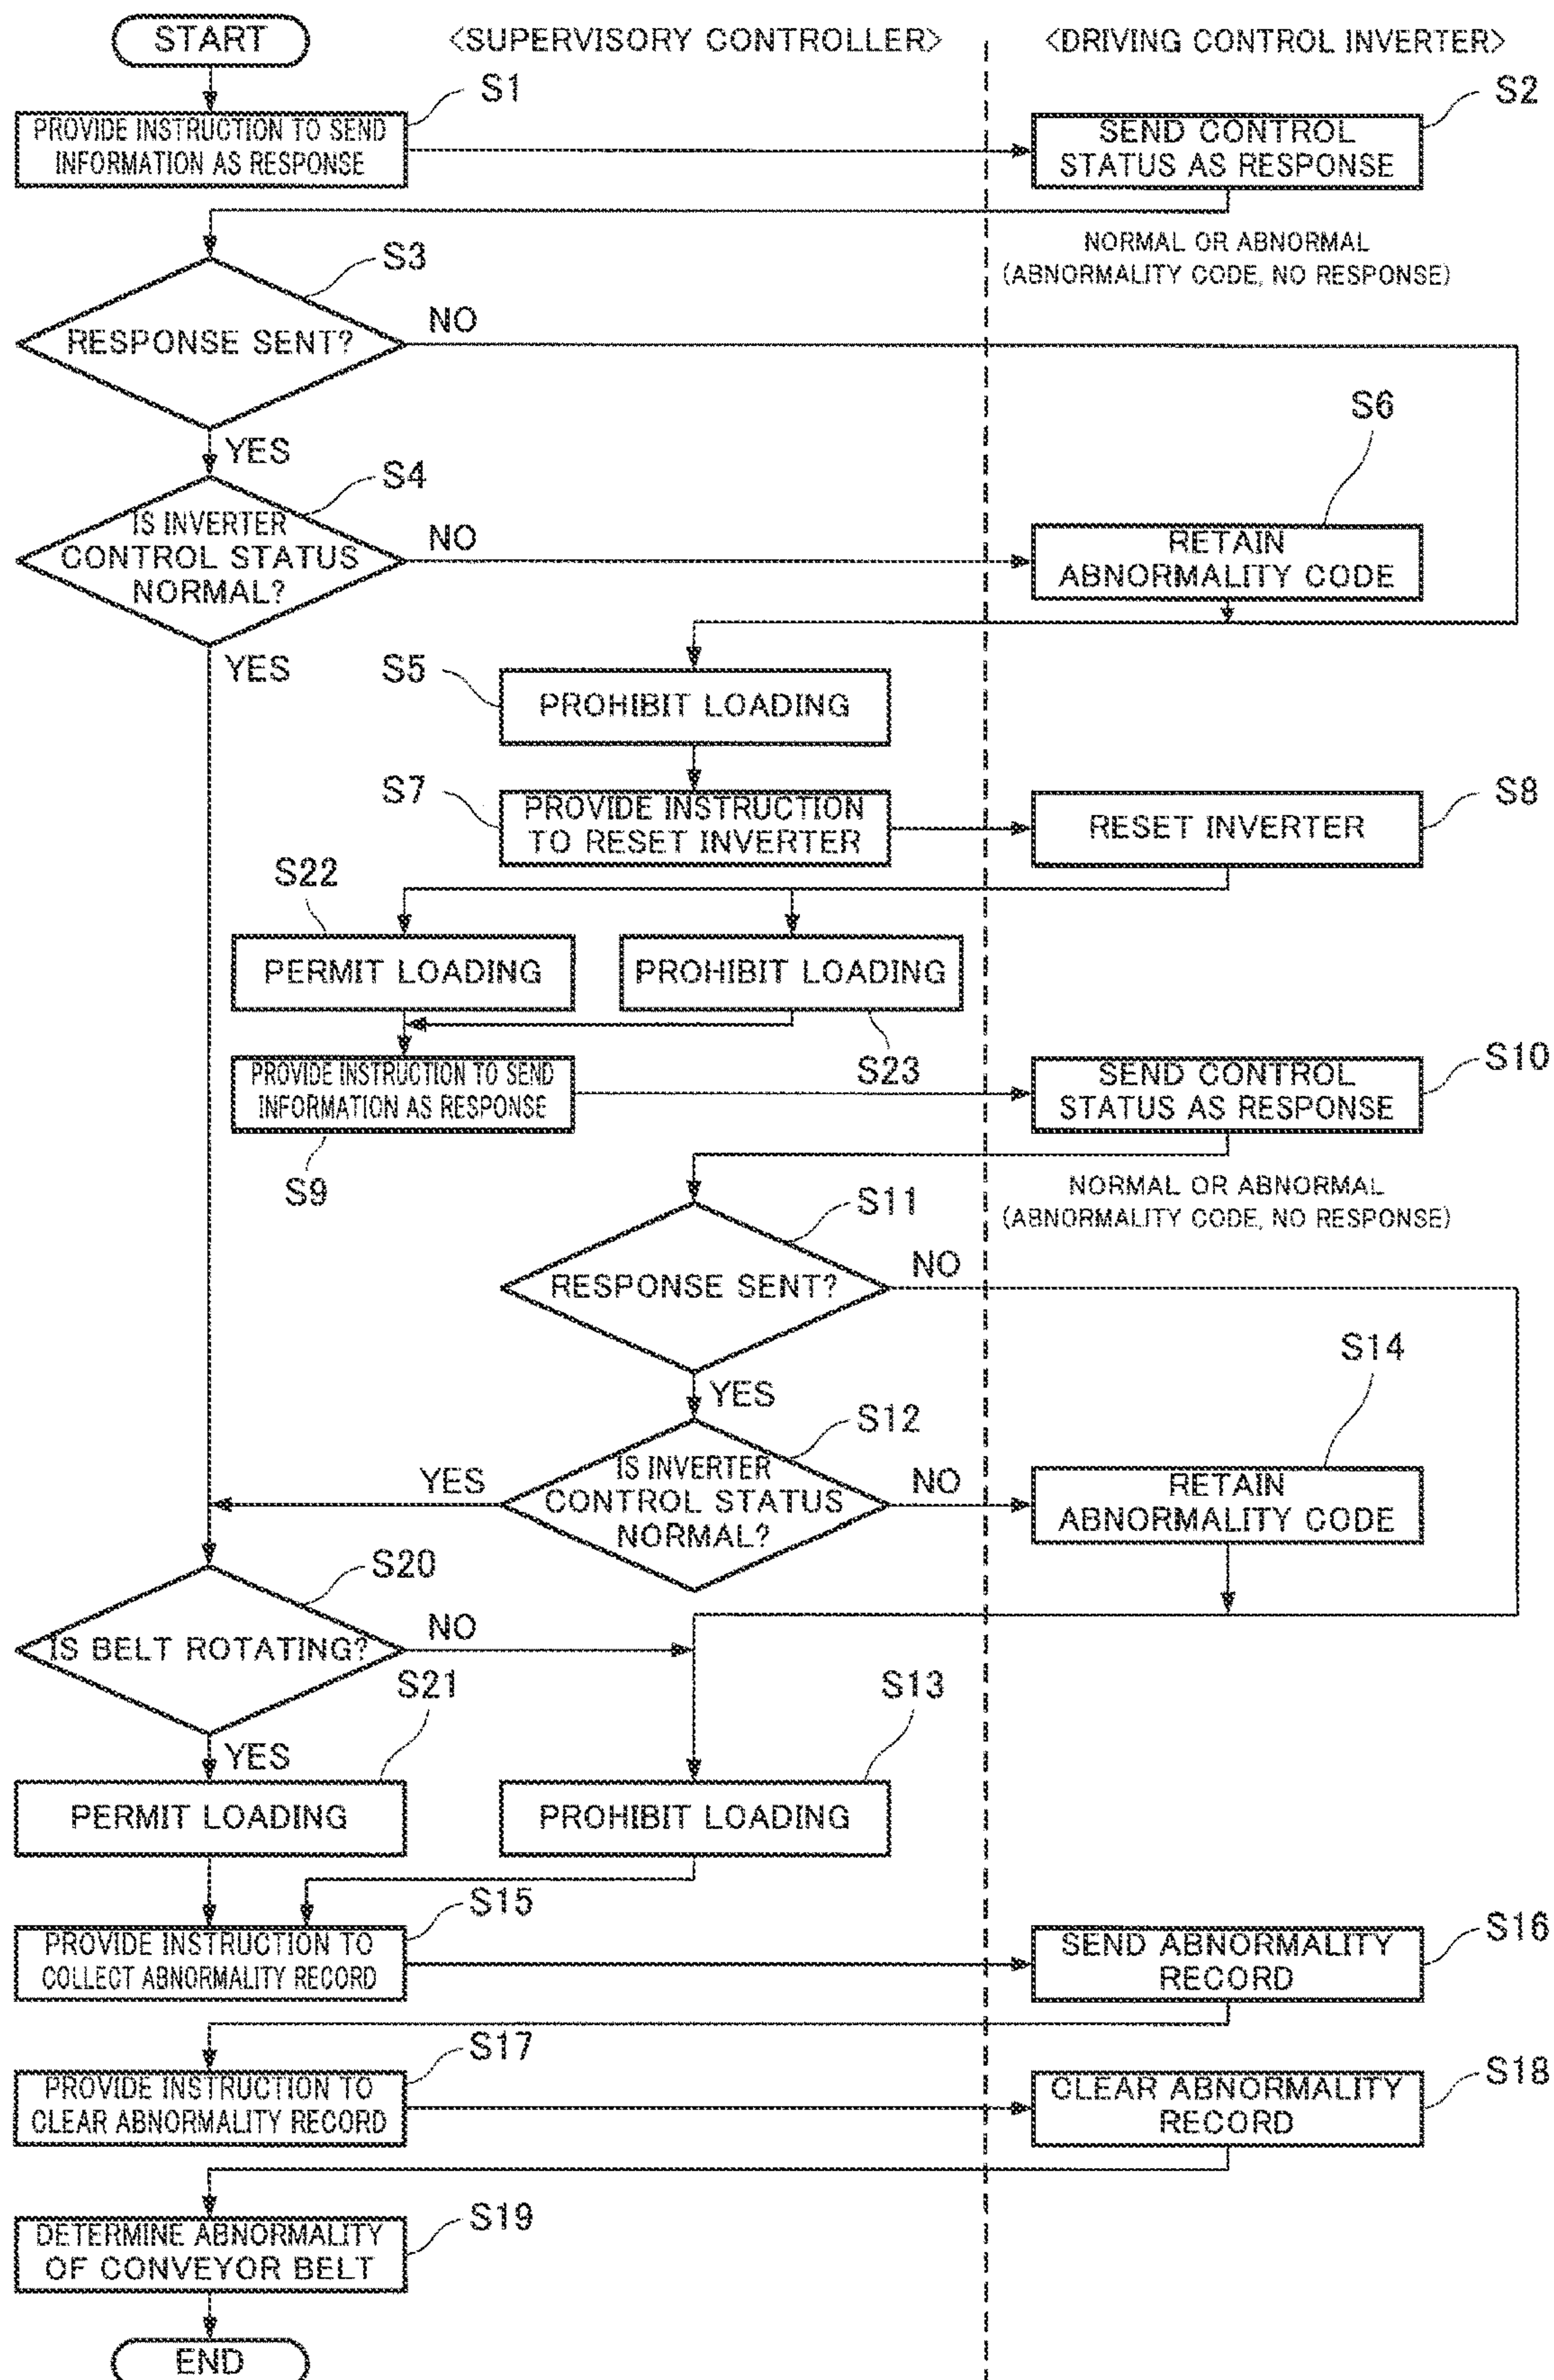 START
<SUPERVISORY CONTROLLER>
<DRIVING CONTROL INVERTER>
S1
S2
PROVIDE INSTRUCTION TO SEND
INFORMATION AS RESPONSE
SEND CONTROL
STATUS AS RESPONSE
NORMAL OR ABNORMAL
(ABNORMALITY CODE, NO RESPONSE)
S3
RESPONSE SENT?
NO
YES
S4
IS INVERTER
CONTROL STATUS
NORMAL?
NO
YES
S6
RETAIN
ABNORMALITY CODE
S5
PROHIBIT LOADING
S7
PROVIDE INSTRUCTION
TO RESET INVERTER
S8
RESET INVERTER
S22
PERMIT LOADING
PROHIBIT LOADING
S23
PROVIDE INSTRUCTION TO SEND
INFORMATION AS RESPONSE
S9
S10
SEND CONTROL
STATUS AS RESPONSE
NORMAL OR ABNORMAL
(ABNORMALITY CODE, NO RESPONSE)
S11
RESPONSE SENT?
NO
YES
S12
IS INVERTER
CONTROL STATUS
NORMAL?
YES
NO
S14
RETAIN
ABNORMALITY CODE
S20
IS BELT ROTATING?
NO
YES
S21
PERMIT LOADING
S13
PROHIBIT LOADING
S15
PROVIDE INSTRUCTION TO
COLLECT ABNORMALITY RECORD
S16
SEND ABNORMALITY
RECORD
S17
PROVIDE INSTRUCTION TO
CLEAR ABNORMALITY RECORD
S18
CLEAR ABNORMALITY
RECORD
S19
DETERMINE ABNORMALITY
OF CONVEYOR BELT
END